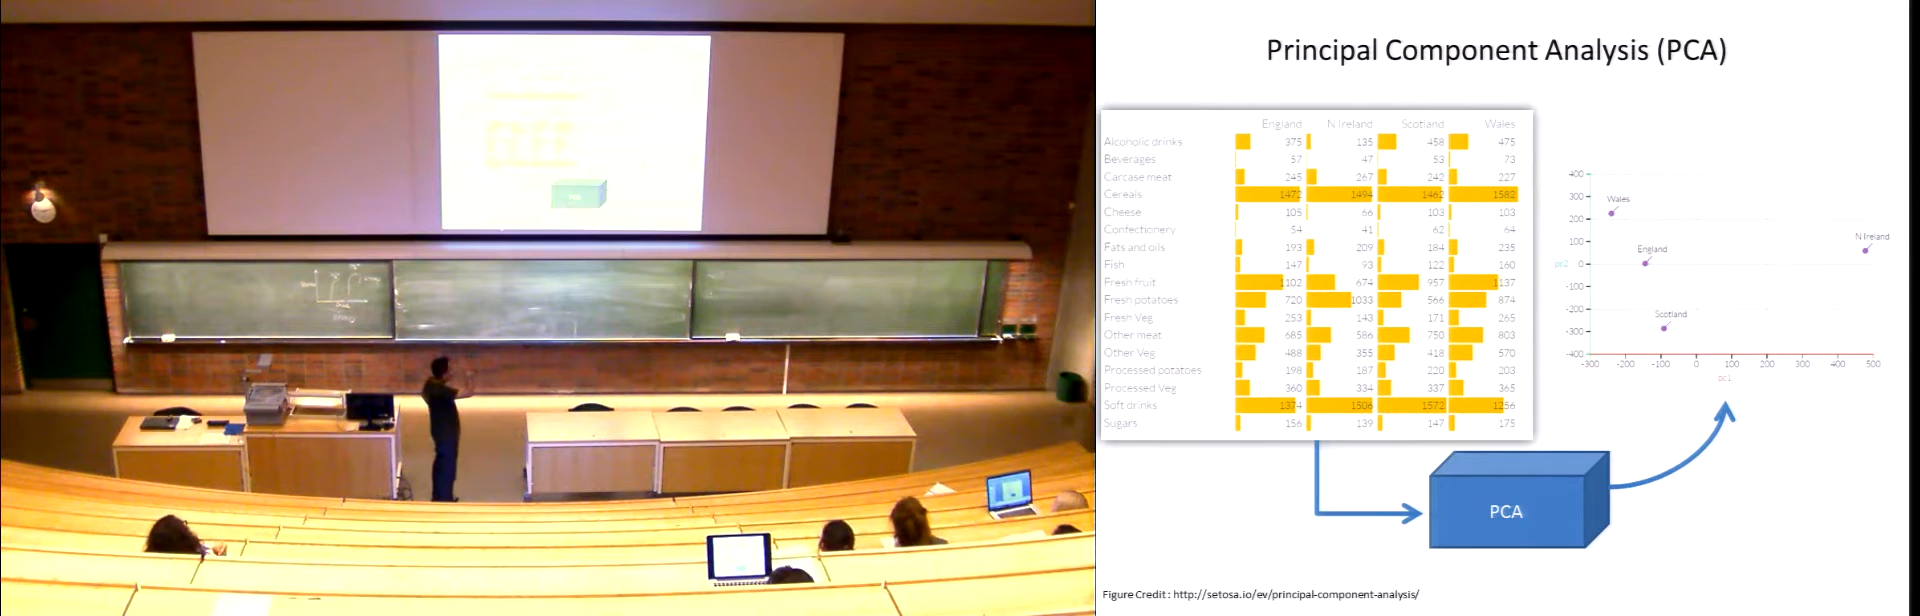 Principal Component Analysis (PCA)
England N Ireland Scotland Wales
Alcoholic drinks 375 135 458 475
Beverages 57 47 53 73
Carcase meat 245 267 242 227
Cereals 1472 1494 1462 1582
Cheese 105 66 103 103
Confectionery 54 41 62 64
Fats and oils 193 209 184 235
Fish 147 93 122 160
Fresh fruit 1102 674 957 1137
Fresh potatoes 720 1033 566 874
Fresh Veg 253 143 171 265
Other meat 685 586 750 803
Other Veg 488 355 418 570
Processed potatoes 198 187 220 203
Processed Veg 360 334 337 365
Soft drinks 1374 1506 1572 1256
Sugars 156 139 147 175
400
300
200
100
0
-100
-200
-300
-400
pc2
Wales
England
Scotland
N Ireland
-300 -200 -100 0 100 200 300 400 500
pc1
PCA
PCA
Figure Credit : http://setosa.io/ev/principal-component-analysis/